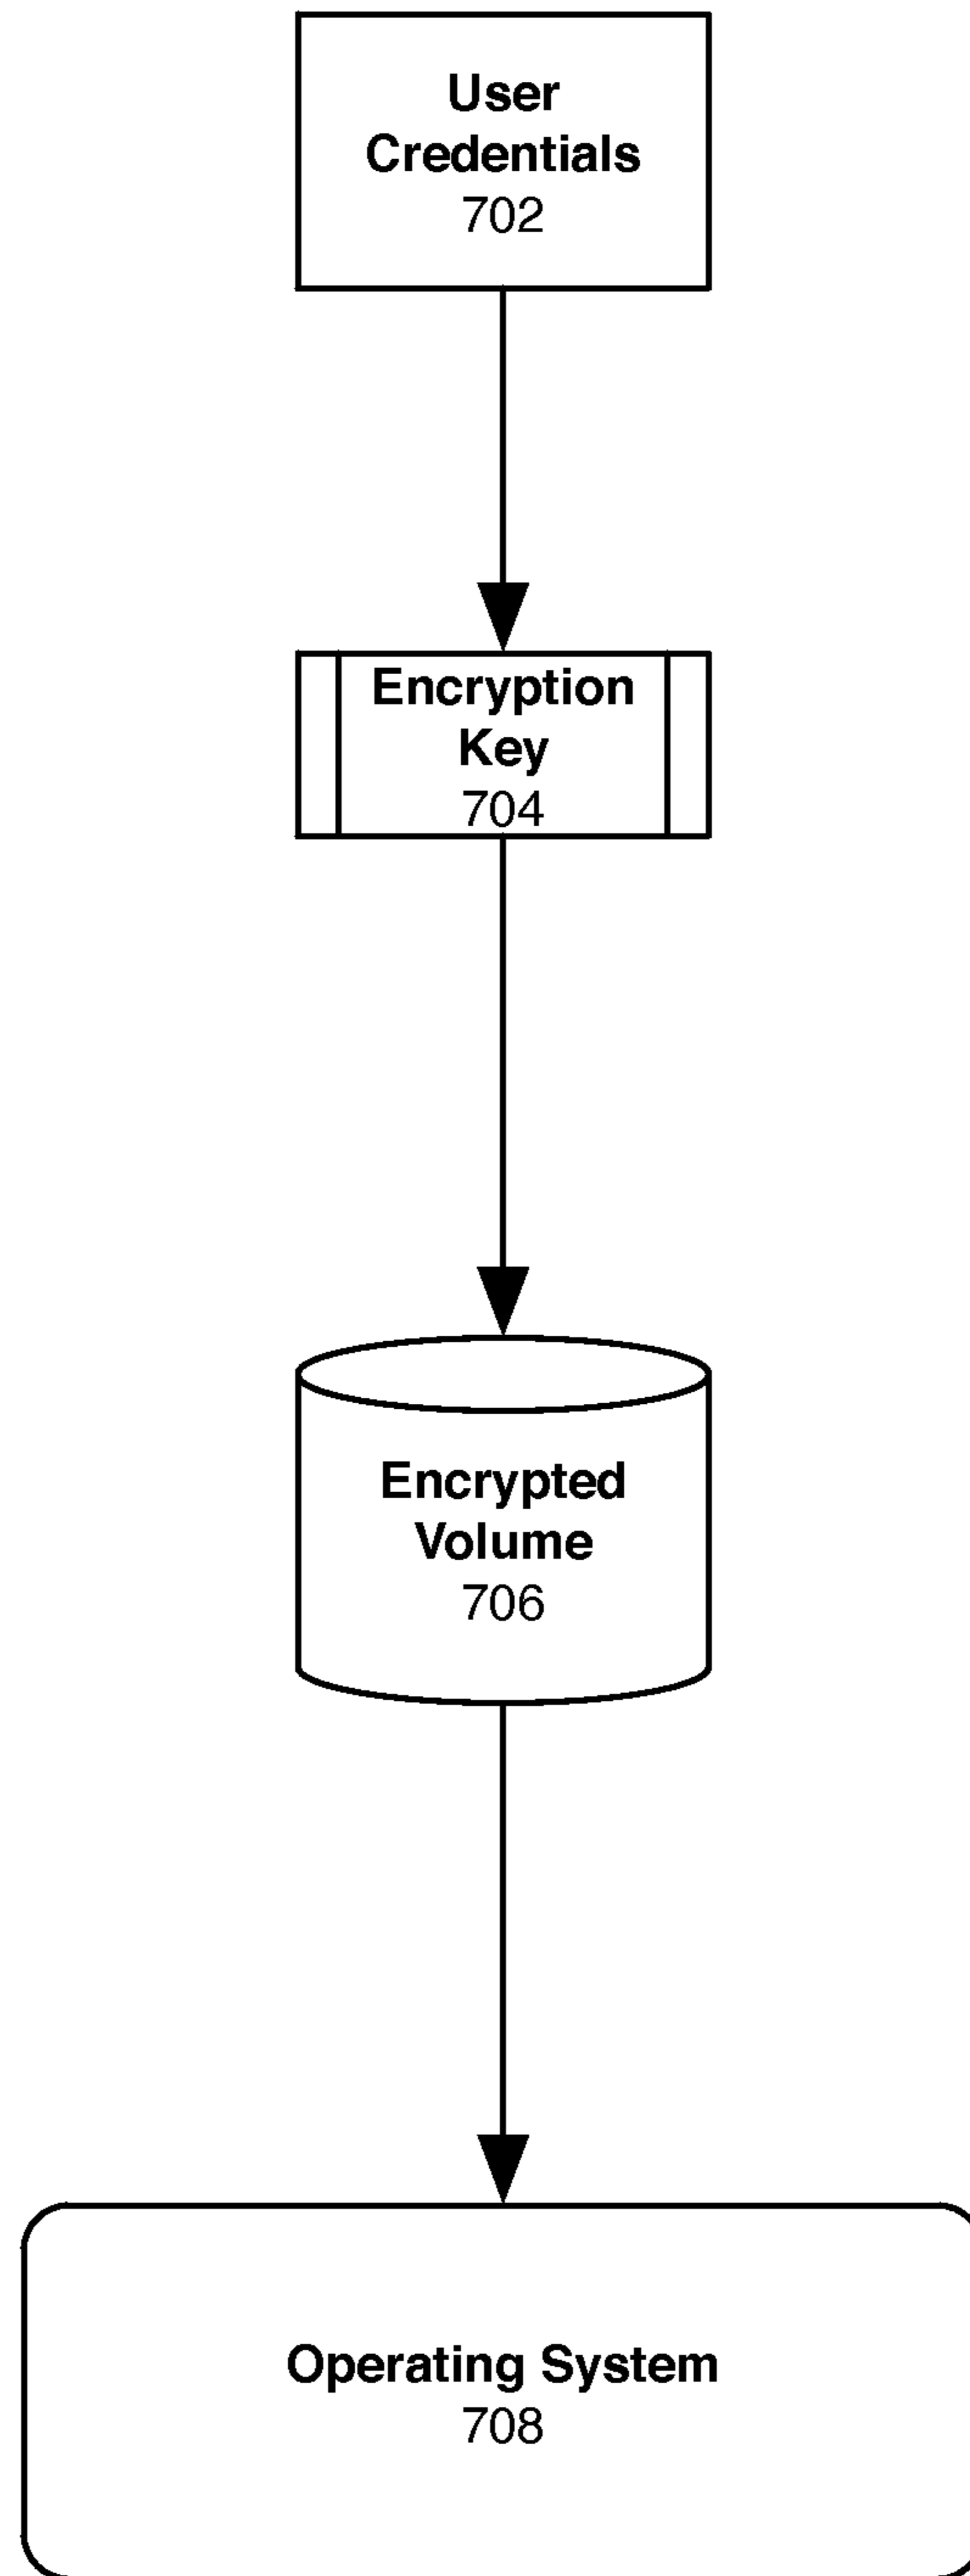 User
Credentials
702
Encryption
Key
704
Encrypted
Volume
706
Operating System
708